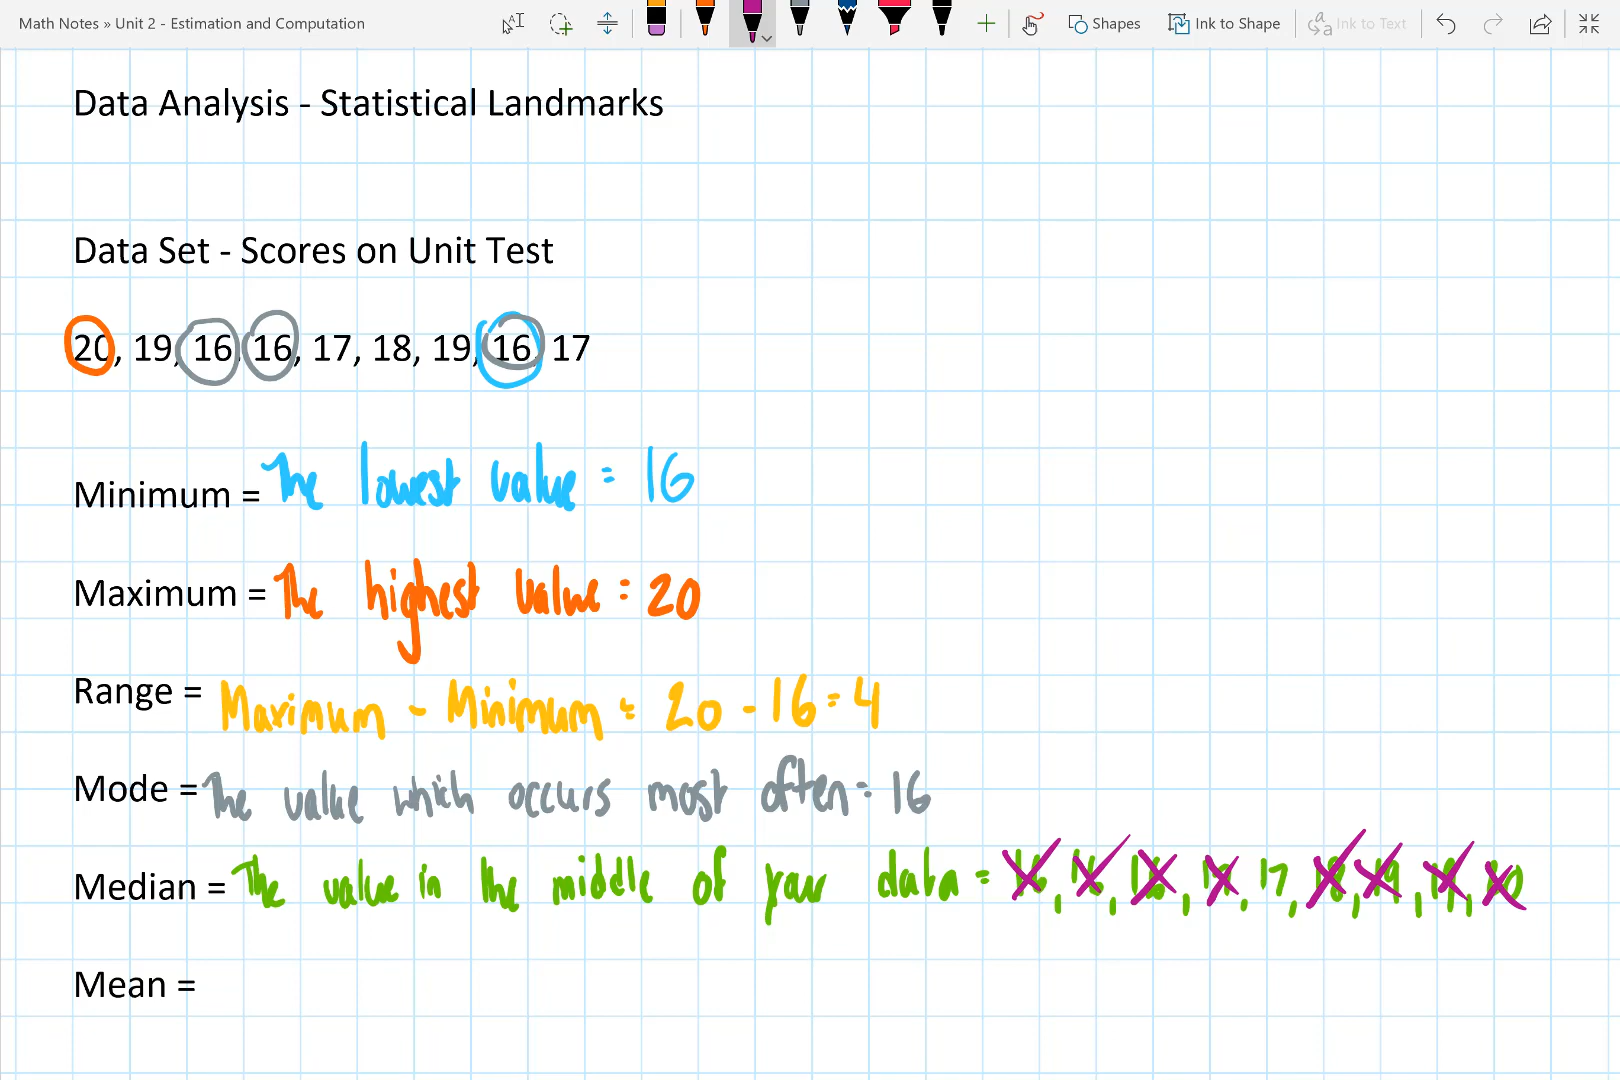 Math Notes » Unit 2 - Estimation and Computation
Shapes
Ink to Shape
Ink to Text
Data Analysis - Statistical Landmarks
Data Set - Scores on Unit Test
20, 19, 16, 16, 17, 18, 19, 16, 17
Minimum = The lowest value = 16
Maximum = The highest value = 20
Range = Maximum - Minimum = 20 - 16 = 4
Mode = The value which occurs most often = 16
Median = The value in the middle of your data = 16, 16, 16, 17, 17, 18, 19, 19, 20
Mean =